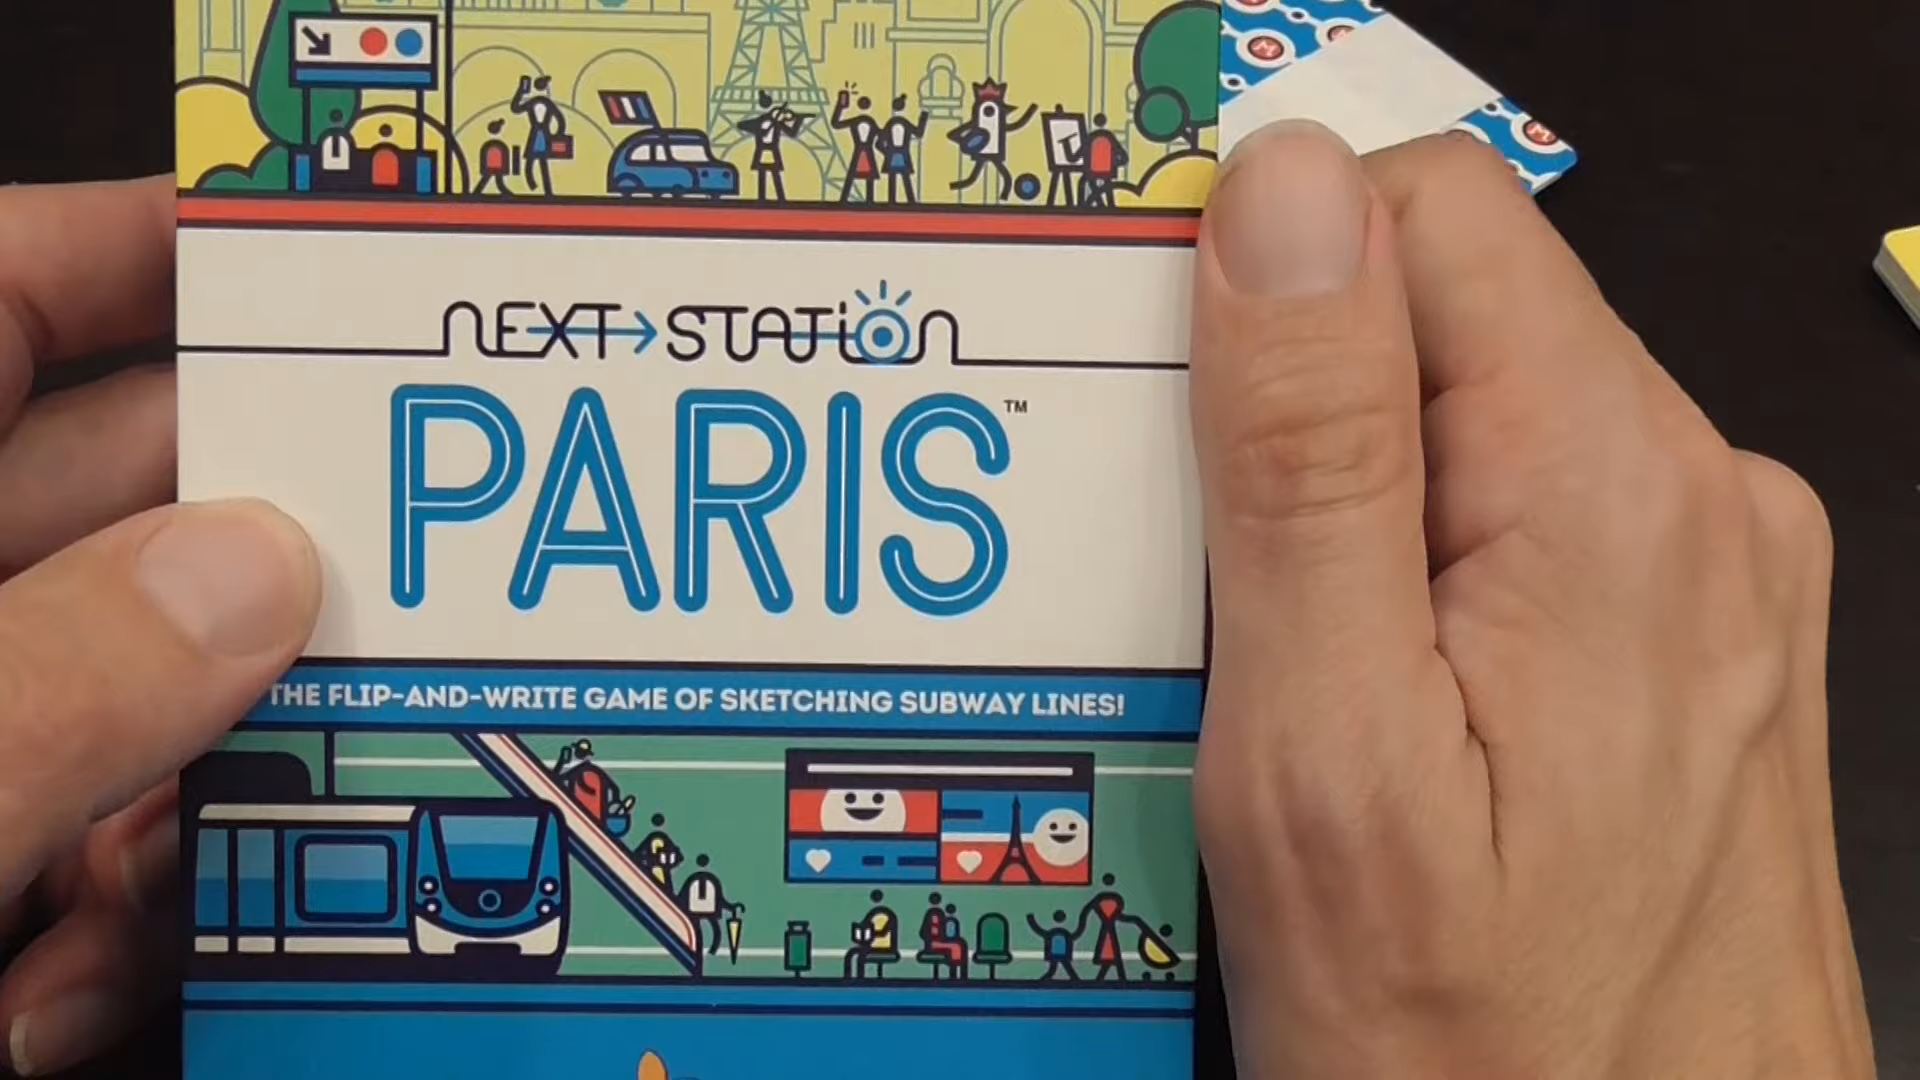 NEXT STATION
PARIS™
THE FLIP-AND-WRITE GAME OF SKETCHING SUBWAY LINES!
M
M